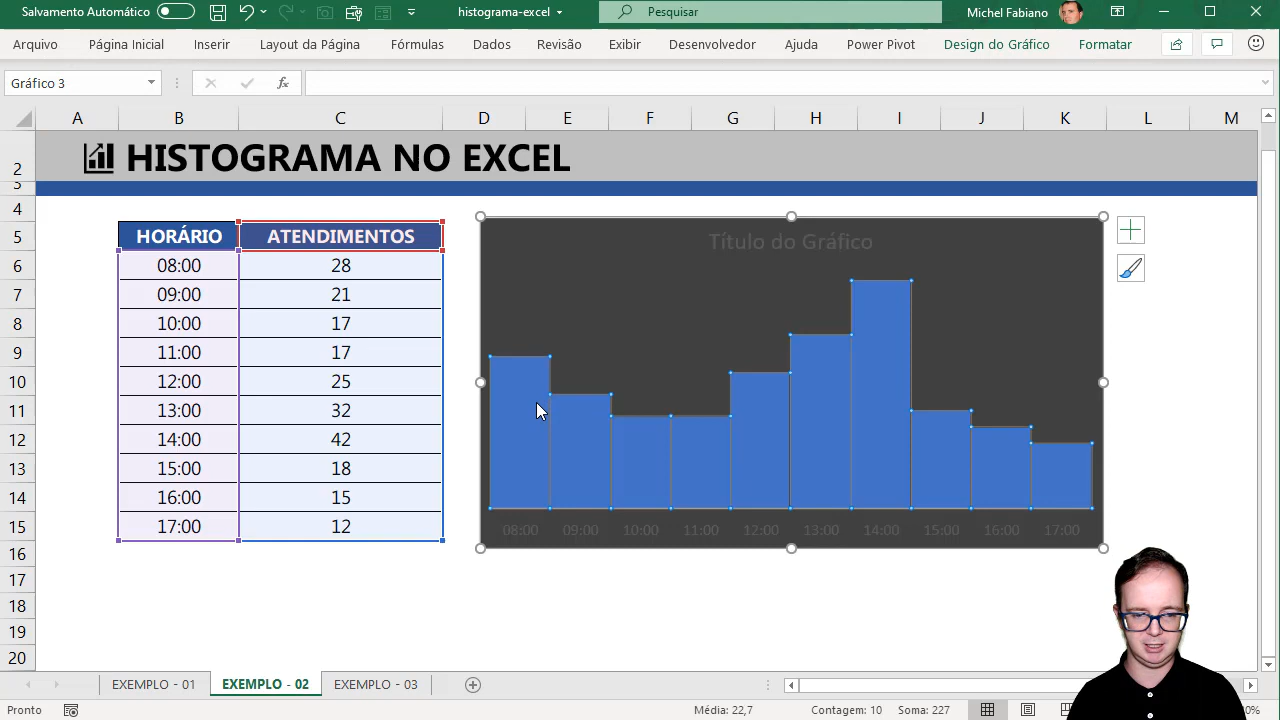 Salvamento Automático
histograma-excel
Pesquisar
Michel Fabiano
Arquivo Página Inicial Inserir Layout da Página Fórmulas Dados Revisão Exibir Desenvolvedor Ajuda Power Pivot Design do Gráfico Formatar
Gráfico 3
fx
A B C D E F G H I J K L M
2 HISTOGRAMA NO EXCEL
3
4
5 HORÁRIO ATENDIMENTOS
Título do Gráfico
6 08:00 28
7 09:00 21
8 10:00 17
9 11:00 17
10 12:00 25
11 13:00 32
12 14:00 42
13 15:00 18
14 16:00 15
15 17:00 12
08:00 09:00 10:00 11:00 12:00 13:00 14:00 15:00 16:00 17:00
16
17
18
19
20
EXEMPLO - 01 EXEMPLO - 02 EXEMPLO - 03
Pronto Média: 22,7 Contagem: 10 Soma: 227